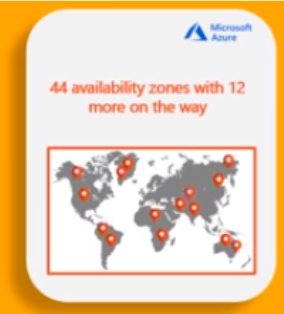 Microsoft
Azure
44 availability zones with 12
more on the way